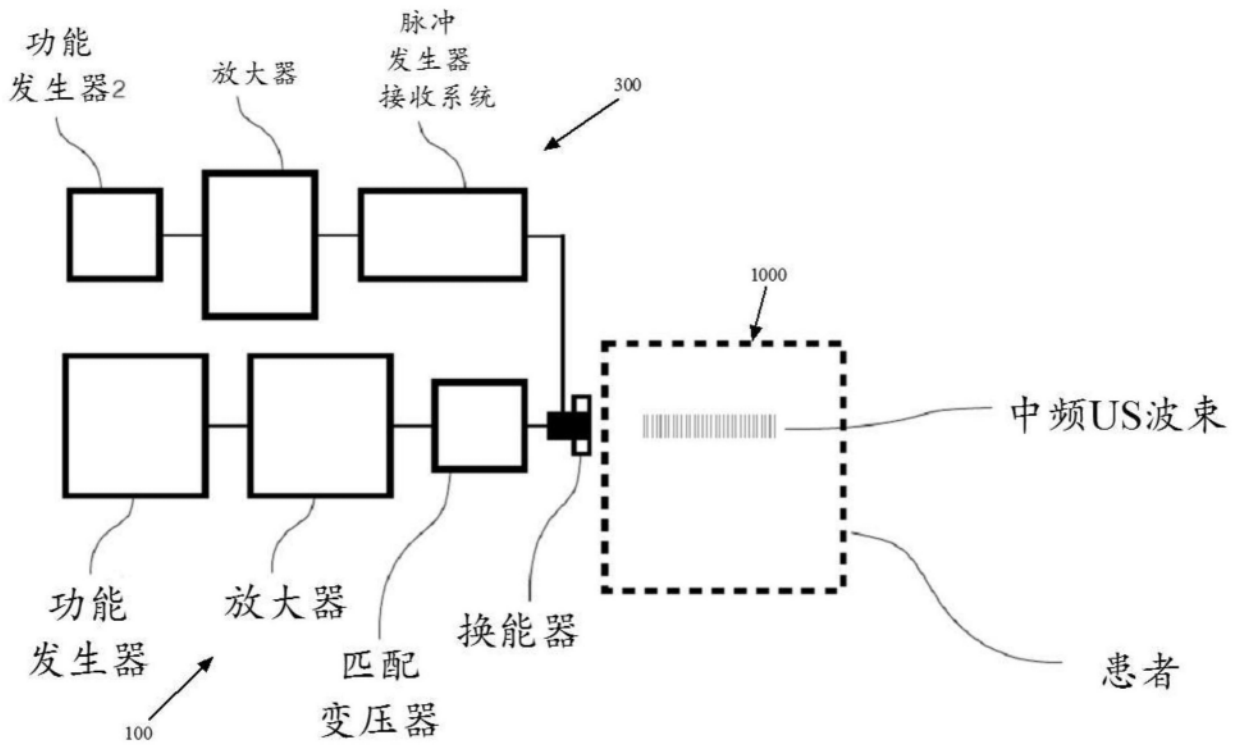 功能
发生器2
放大器
脉冲
发生器
接收系统
300
1000
中频US波束
功能
发生器
放大器
匹配
变压器
换能器
患者
100